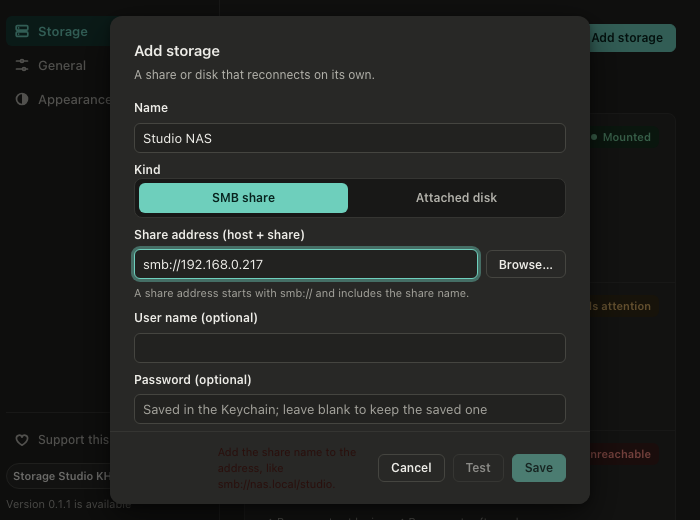 Storage
General
Appearance
Add storage
Mounted
ls attention
nreachable
Add storage
A share or disk that reconnects on its own.
Name
Studio NAS
Kind
SMB share
Attached disk
Share address (host + share)
smb://192.168.0.217
Browse...
A share address starts with smb:// and includes the share name.
User name (optional)
Password (optional)
Saved in the Keychain; leave blank to keep the saved one
Add the share name to the
address, like
smb://nas.local/studio.
Cancel
Test
Save
Support this
Storage Studio KH
Version 0.1.1 is available